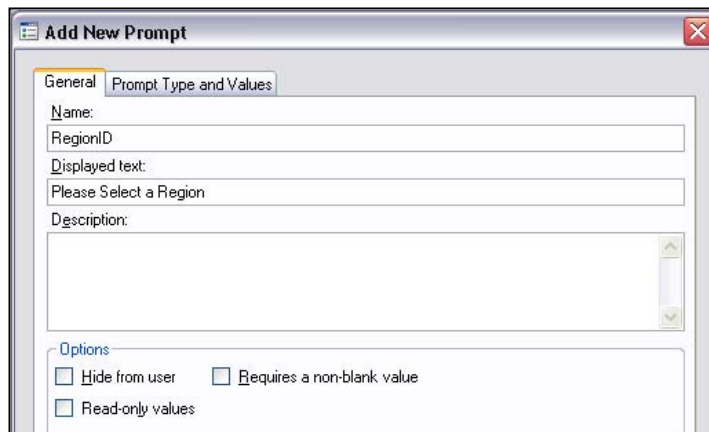 Add New Prompt
General Prompt Type and Values
Name:
RegionID
Displayed text:
Please Select a Region
Description:
Options
Hide from user Requires a non-blank value
Read-only values